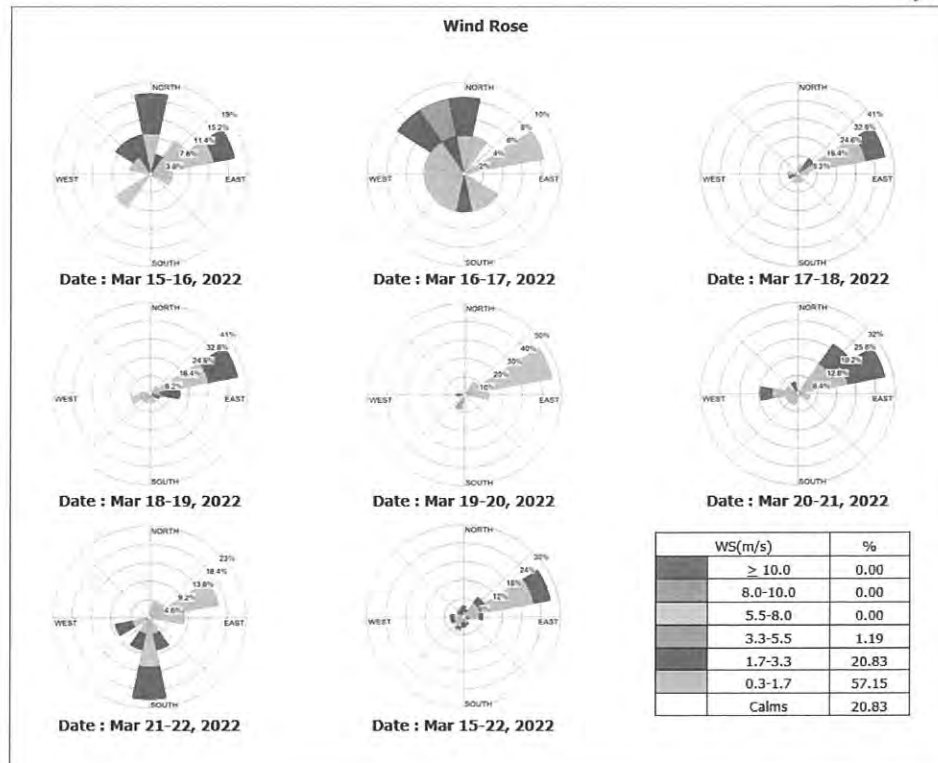 Wind Rose
NORTH
19%
15.2%
11.4%
7.6%
3.8%
WEST
EAST
SOUTH
Date : Mar 15-16, 2022
NORTH
10%
8%
6%
4%
2%
WEST
EAST
SOUTH
Date : Mar 16-17, 2022
NORTH
41%
32.8%
24.6%
16.4%
8.2%
WEST
EAST
SOUTH
Date : Mar 17-18, 2022
NORTH
41%
32.8%
24.6%
16.4%
8.2%
WEST
EAST
SOUTH
Date : Mar 18-19, 2022
NORTH
50%
40%
30%
20%
10%
WEST
EAST
SOUTH
Date : Mar 19-20, 2022
NORTH
32%
25.6%
19.2%
12.8%
6.4%
WEST
EAST
SOUTH
Date : Mar 20-21, 2022
NORTH
23%
18.4%
13.8%
9.2%
4.6%
WEST
EAST
SOUTH
Date : Mar 21-22, 2022
NORTH
30%
24%
18%
12%
WEST
EAST
SOUTH
Date : Mar 15-22, 2022
WS(m/s) %
≥ 10.0 0.00
8.0-10.0 0.00
5.5-8.0 0.00
3.3-5.5 1.19
1.7-3.3 20.83
0.3-1.7 57.15
Calms 20.83